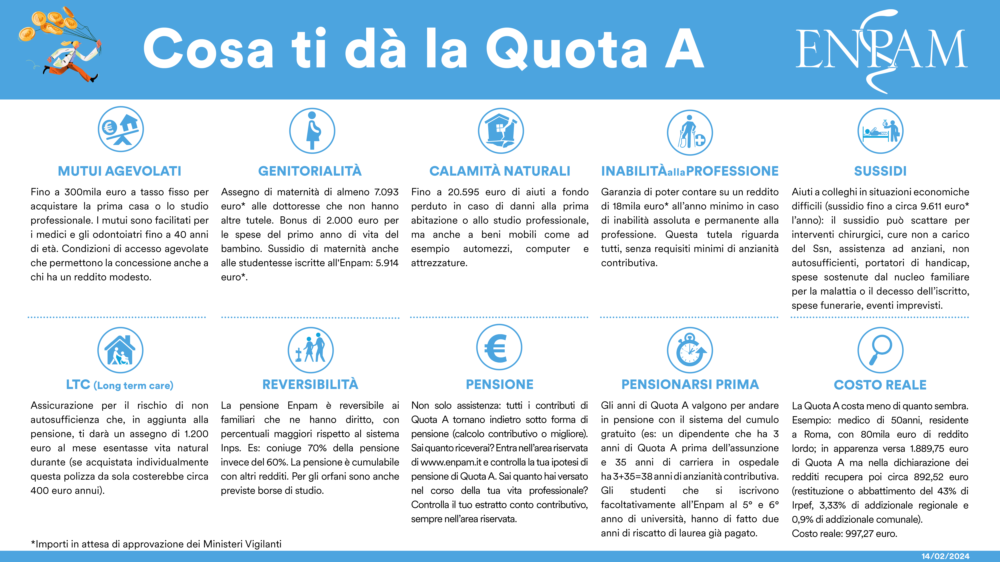 Cosa ti dà la Quota A
ENPAM
MUTUI AGEVOLATI
Fino a 300mila euro a tasso fisso per
acquistare la prima casa o lo studio
professionale. I mutui sono facilitati per
i medici e gli odontoiatri fino a 40 anni
di età. Condizioni di accesso agevolate
che permettono la concessione anche a
chi ha un reddito modesto.
GENITORIALITÀ
Assegno di maternità di almeno 7.093
euro* alle dottoresse che non hanno
altre tutele. Bonus di 2.000 euro per
le spese del primo anno di vita del
bambino. Sussidio di maternità anche
alle studentesse iscritte all'Enpam: 5.914
euro*.
CALAMITÀ NATURALI
Fino a 20.595 euro di aiuti a fondo
perduto in caso di danni alla prima
abitazione o allo studio professionale,
ma anche a beni mobili come ad
esempio automezzi, computer e
attrezzature.
INABILITÀallaPROFESSIONE
Garanzia di poter contare su un reddito
di 18mila euro* all’anno minimo in caso
di inabilità assoluta e permanente alla
professione. Questa tutela riguarda
tutti, senza requisiti minimi di anzianità
contributiva.
SUSSIDI
Aiuti a colleghi in situazioni economiche
difficili (sussidio fino a circa 9.611 euro*
l’anno): il sussidio può scattare per
interventi chirurgici, cure non a carico
del Ssn, assistenza ad anziani, non
autosufficienti, portatori di handicap,
spese sostenute dal nucleo familiare
per la malattia o il decesso dell’iscritto,
spese funerarie, eventi imprevisti.
LTC (Long term care)
Assicurazione per il rischio di non
autosufficienza che, in aggiunta alla
pensione, ti darà un assegno di 1.200
euro al mese esentasse vita natural
durante (se acquistata individualmente
questa polizza da sola costerebbe circa
400 euro annui).
REVERSIBILITÀ
La pensione Enpam è reversibile ai
familiari che ne hanno diritto, con
percentuali maggiori rispetto al sistema
Inps. Es: coniuge 70% della pensione
invece del 60%. La pensione è cumulabile
con altri redditi. Per gli orfani sono anche
previste borse di studio.
PENSIONE
Non solo assistenza: tutti i contributi di
Quota A tornano indietro sotto forma di
pensione (calcolo contributivo o migliore).
Sai quanto riceverai? Entra nell’area riservata
di www.enpam.it e controlla la tua ipotesi di
pensione di Quota A. Sai quanto hai versato
nel corso della tua vita professionale?
Controlla il tuo estratto conto contributivo,
sempre nell’area riservata.
PENSIONARSI PRIMA
Gli anni di Quota A valgono per andare
in pensione con il sistema del cumulo
gratuito (es: un dipendente che ha 3
anni di Quota A prima dell’assunzione
e 35 anni di carriera in ospedale
ha 3+35=38 anni di anzianità contributiva.
Gli studenti che si iscrivono
facoltativamente all’Enpam al 5° e 6°
anno di università, hanno di fatto due
anni di riscatto di laurea già pagato.
COSTO REALE
La Quota A costa meno di quanto sembra.
Esempio: medico di 50anni, residente
a Roma, con 80mila euro di reddito
lordo; in apparenza versa 1.889,75 euro
di Quota A ma nella dichiarazione dei
redditi recupera poi circa 892,52 euro
(restituzione o abbattimento del 43% di
Irpef, 3,33% di addizionale regionale e
0,9% di addizionale comunale).
Costo reale: 997,27 euro.
*Importi in attesa di approvazione dei Ministeri Vigilanti
14/02/2024